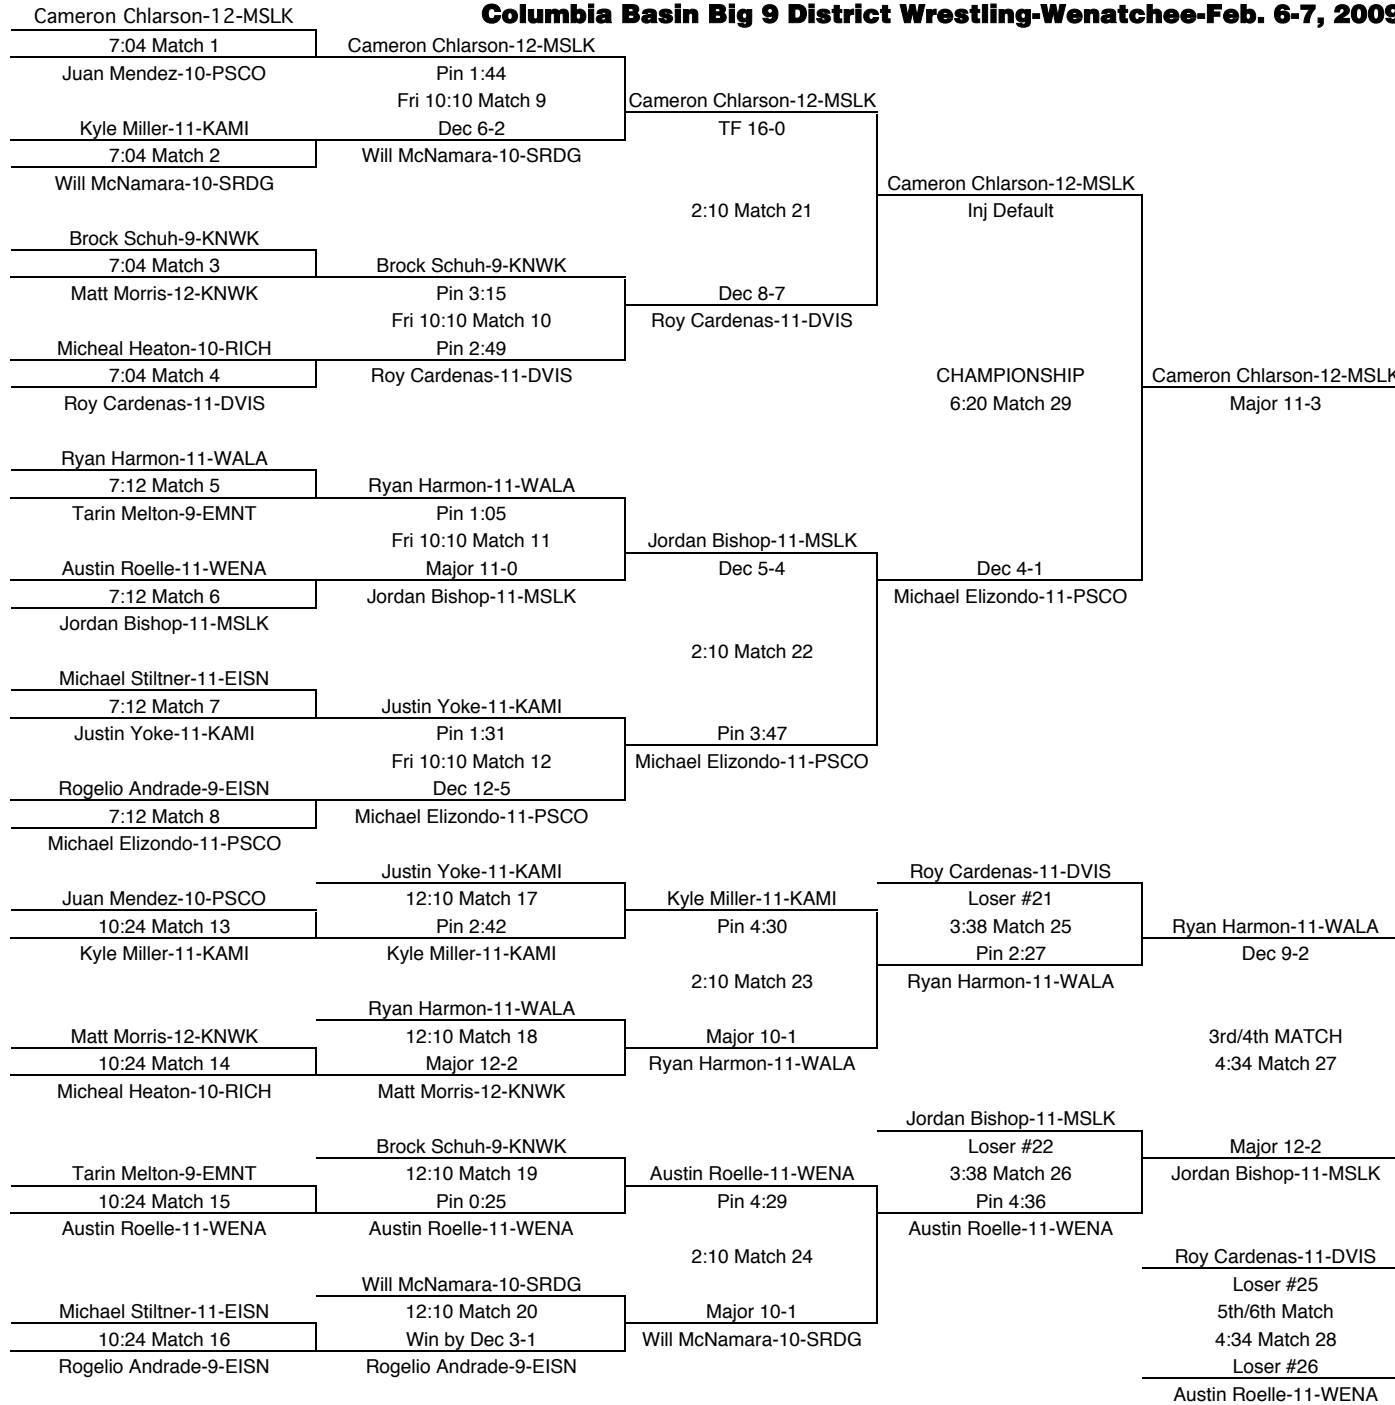 Columbia Basin Big 9 District Wrestling-Wenatchee-Feb. 6-7, 2009
Cameron Chlarson-12-MSLK
7:04 Match 1
Juan Mendez-10-PSCO
Kyle Miller-11-KAMI
7:04 Match 2
Will McNamara-10-SRDG
Brock Schuh-9-KNWK
7:04 Match 3
Matt Morris-12-KNWK
Micheal Heaton-10-RICH
7:04 Match 4
Roy Cardenas-11-DVIS
Ryan Harmon-11-WALA
7:12 Match 5
Tarin Melton-9-EMNT
Austin Roelle-11-WENA
7:12 Match 6
Jordan Bishop-11-MSLK
Michael Stiltner-11-EISN
7:12 Match 7
Justin Yoke-11-KAMI
Rogelio Andrade-9-EISN
7:12 Match 8
Michael Elizondo-11-PSCO
Cameron Chlarson-12-MSLK
Pin 1:44
Fri 10:10 Match 9
Dec 6-2
Will McNamara-10-SRDG
Brock Schuh-9-KNWK
Pin 3:15
Fri 10:10 Match 10
Pin 2:49
Roy Cardenas-11-DVIS
Ryan Harmon-11-WALA
Pin 1:05
Fri 10:10 Match 11
Major 11-0
Jordan Bishop-11-MSLK
Justin Yoke-11-KAMI
Pin 1:31
Fri 10:10 Match 12
Dec 12-5
Michael Elizondo-11-PSCO
Cameron Chlarson-12-MSLK
TF 16-0
2:10 Match 21
Dec 8-7
Roy Cardenas-11-DVIS
Jordan Bishop-11-MSLK
Dec 5-4
2:10 Match 22
Pin 3:47
Michael Elizondo-11-PSCO
Cameron Chlarson-12-MSLK
Inj Default
CHAMPIONSHIP
6:20 Match 29
Dec 4-1
Michael Elizondo-11-PSCO
Cameron Chlarson-12-MSLK
Major 11-3
Juan Mendez-10-PSCO
10:24 Match 13
Kyle Miller-11-KAMI
Matt Morris-12-KNWK
10:24 Match 14
Micheal Heaton-10-RICH
Tarin Melton-9-EMNT
10:24 Match 15
Austin Roelle-11-WENA
Michael Stiltner-11-EISN
10:24 Match 16
Rogelio Andrade-9-EISN
Justin Yoke-11-KAMI
12:10 Match 17
Pin 2:42
Kyle Miller-11-KAMI
Ryan Harmon-11-WALA
12:10 Match 18
Major 12-2
Matt Morris-12-KNWK
Brock Schuh-9-KNWK
12:10 Match 19
Pin 0:25
Austin Roelle-11-WENA
Will McNamara-10-SRDG
12:10 Match 20
Win by Dec 3-1
Rogelio Andrade-9-EISN
Kyle Miller-11-KAMI
Pin 4:30
2:10 Match 23
Major 10-1
Ryan Harmon-11-WALA
Austin Roelle-11-WENA
Pin 4:29
2:10 Match 24
Major 10-1
Will McNamara-10-SRDG
Roy Cardenas-11-DVIS
Loser #21
3:38 Match 25
Pin 2:27
Ryan Harmon-11-WALA
Jordan Bishop-11-MSLK
Loser #22
3:38 Match 26
Pin 4:36
Austin Roelle-11-WENA
Ryan Harmon-11-WALA
Dec 9-2
3rd/4th MATCH
4:34 Match 27
Major 12-2
Jordan Bishop-11-MSLK
Roy Cardenas-11-DVIS
Loser #25
5th/6th Match
4:34 Match 28
Loser #26
Austin Roelle-11-WENA